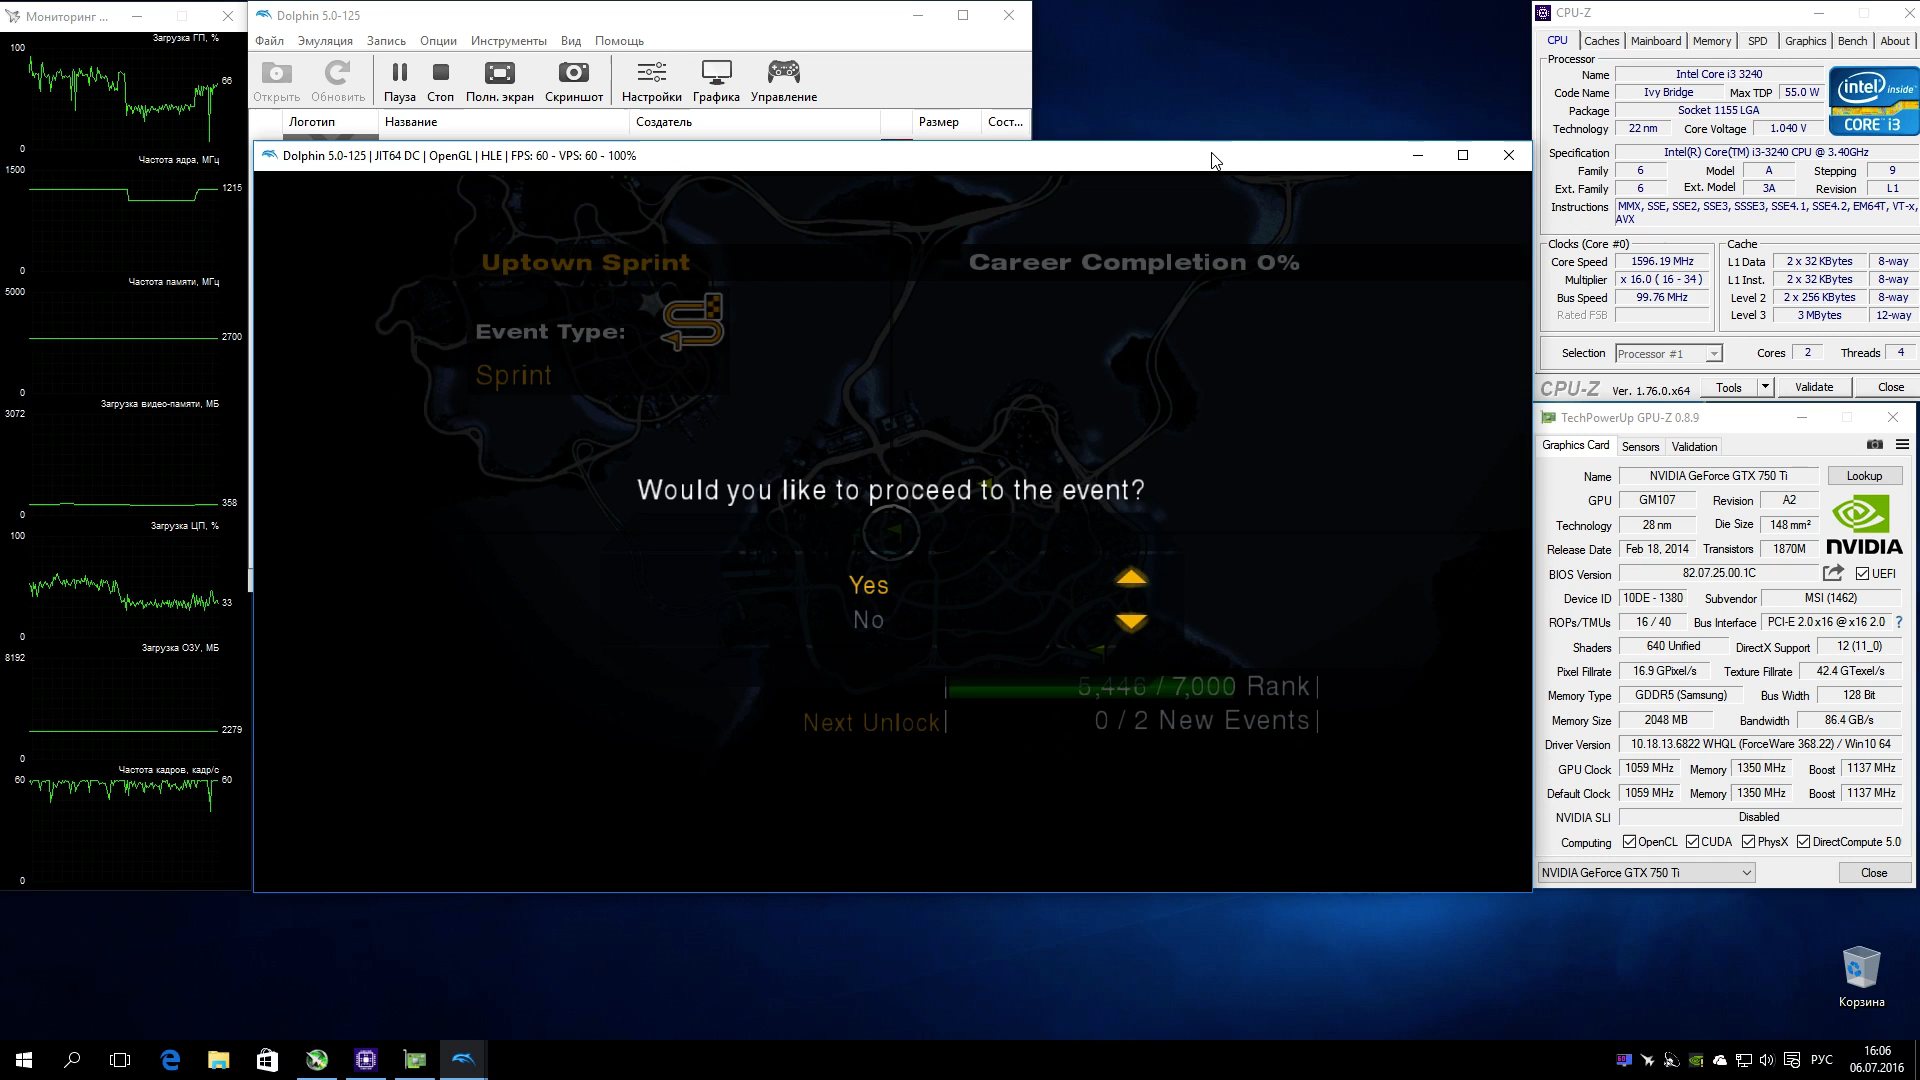 Мониторинг ...
Загрузка ГП, %
100
66
0
Частота ядра, МГц
1500
1215
0
Частота памяти, МГц
5000
2700
0
Загрузка видео-памяти, МБ
3072
358
0
Загрузка ЦП, %
100
33
0
Загрузка ОЗУ, МБ
8192
2279
0
Частота кадров, кадр/с
60
60
0
Dolphin 5.0-125
Файл Эмуляция Запись Опции Инструменты Вид Помощь
Открыть Обновить Пауза Стоп Полн. экран Скриншот Настройки Графика Управление
Логотип Название Создатель Размер Сост...
Dolphin 5.0-125 | JIT64 DC | OpenGL | HLE | FPS: 60 - VPS: 60 - 100%
Uptown Sprint
Career Completion 0%
Event Type:
Sprint
Would you like to proceed to the event?
Yes
No
5,446 / 7,000 Rank
Next Unlock
0 / 2 New Events
CPU-Z
CPU Caches Mainboard Memory SPD Graphics Bench About
Processor
Name Intel Core i3 3240
Code Name Ivy Bridge Max TDP 55.0 W
Package Socket 1155 LGA
Technology 22 nm Core Voltage 1.040 V
intel inside
CORE i3
Specification Intel(R) Core(TM) i3-3240 CPU @ 3.40GHz
Family 6 Model A Stepping 9
Ext. Family 6 Ext. Model 3A Revision L1
Instructions MMX, SSE, SSE2, SSE3, SSSE3, SSE4.1, SSE4.2, EM64T, VT-x,
AVX
Clocks (Core #0)
Core Speed 1596.19 MHz
Multiplier x 16.0 ( 16 - 34 )
Bus Speed 99.76 MHz
Rated FSB
Cache
L1 Data 2 x 32 KBytes 8-way
L1 Inst. 2 x 32 KBytes 8-way
Level 2 2 x 256 KBytes 8-way
Level 3 3 MBytes 12-way
Selection Processor #1 Cores 2 Threads 4
CPU-Z Ver. 1.76.0.x64 Tools Validate Close
TechPowerUp GPU-Z 0.8.9
Graphics Card Sensors Validation
Name NVIDIA GeForce GTX 750 Ti Lookup
GPU GM107 Revision A2
Technology 28 nm Die Size 148 mm²
Release Date Feb 18, 2014 Transistors 1870M
NVIDIA
BIOS Version 82.07.25.00.1C UEFI
Device ID 10DE - 1380 Subvendor MSI (1462)
ROPs/TMUs 16 / 40 Bus Interface PCI-E 2.0 x16 @ x16 2.0 ?
Shaders 640 Unified DirectX Support 12 (11_0)
Pixel Fillrate 16.9 GPixel/s Texture Fillrate 42.4 GTexel/s
Memory Type GDDR5 (Samsung) Bus Width 128 Bit
Memory Size 2048 MB Bandwidth 86.4 GB/s
Driver Version 10.18.13.6822 WHQL (ForceWare 368.22) / Win10 64
GPU Clock 1059 MHz Memory 1350 MHz Boost 1137 MHz
Default Clock 1059 MHz Memory 1350 MHz Boost 1137 MHz
NVIDIA SLI Disabled
Computing OpenCL CUDA PhysX DirectCompute 5.0
NVIDIA GeForce GTX 750 Ti Close
Корзина
РУС
16:06
06.07.2016